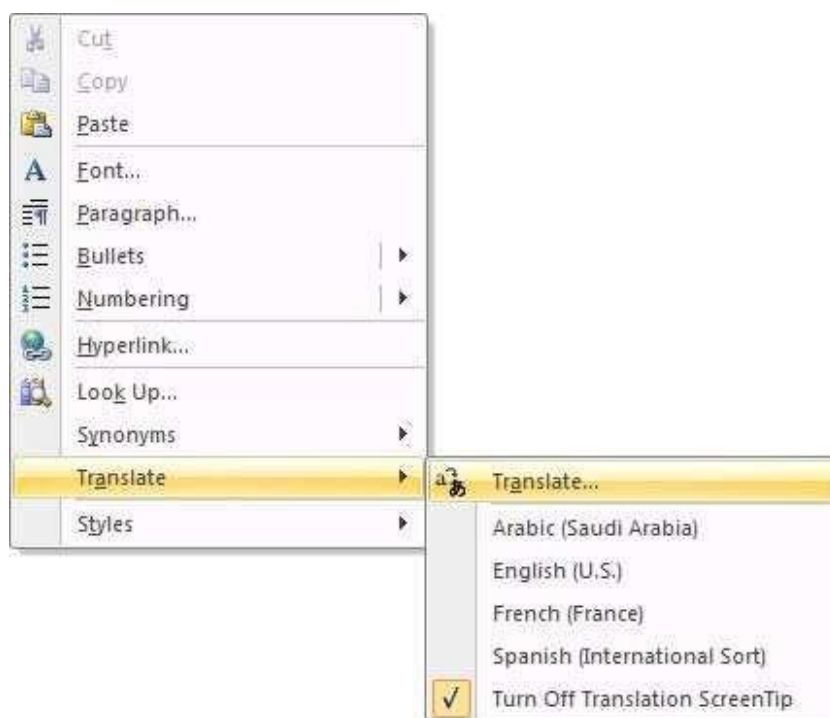 Cut
Copy
Paste
Font...
Paragraph...
Bullets
Numbering
Hyperlink...
Look Up...
Synonyms
Translate
Styles
Translate...
Arabic (Saudi Arabia)
English (U.S.)
French (France)
Spanish (International Sort)
Turn Off Translation ScreenTip